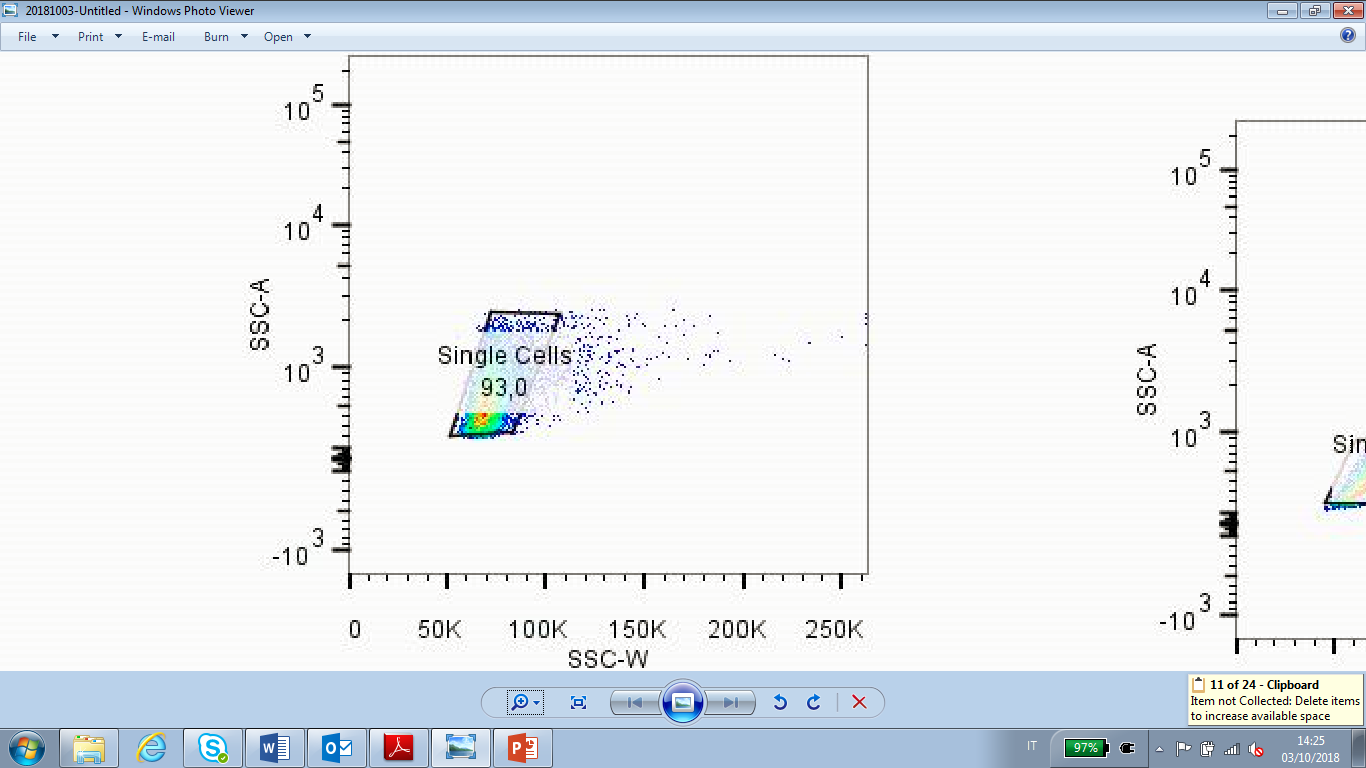 20181003-Untitled - Windows Photo Viewer
File Print E-mail Burn Open
10^5
10^4
10^3
-10^3
SSC-A
Single Cells
93,0
0 50K 100K 150K 200K 250K
SSC-W
10^5
10^4
10^3
-10^3
SSC-A
Sin
11 of 24 - Clipboard
Item not Collected: Delete items
to increase available space
IT
97%
14:25
03/10/2018